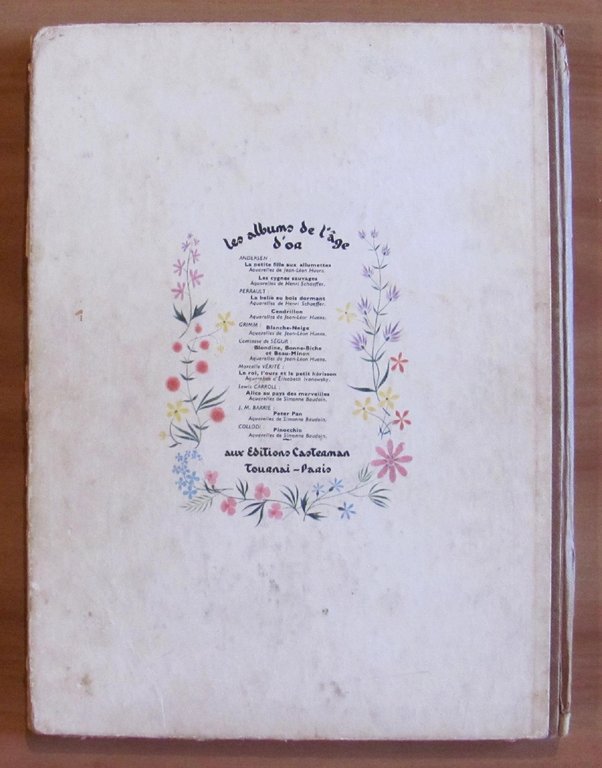 les albums de l'âge
d'or
ANDERSEN :
La petite fille aux allumettes
Aquarelles de Jean-Léon Huens.
Les cygnes sauvages
Aquarelles de Henri Schaeffer.
PERRAULT :
La belle au bois dormant
Aquarelles de Henri Schaeffer.
Cendrillon
Aquarelles de Jean-Léon Huens.
GRIMM : Blanche-Neige
Aquarelles de Jean-Léon Huens.
Comtesse de SÉGUR :
Blondine, Bonne-Biche
et Beau-Minon
Aquarelles de Jean-Léon Huens.
Marcelle VÉRITÉ :
Le roi, l'ours et le petit hérisson
Aquarelles d'Elisabeth Ivanovsky.
Lewis CARROLL :
Alice au pays des merveilles
Aquarelles de Simonne Baudoin.
J. M. BARRIE :
Peter Pan
Aquarelles de Simonne Baudoin.
COLLODI : Pinocchio
Aquarelles de Simonne Baudoin.
aux Editions Casterman
Tournai – Paris